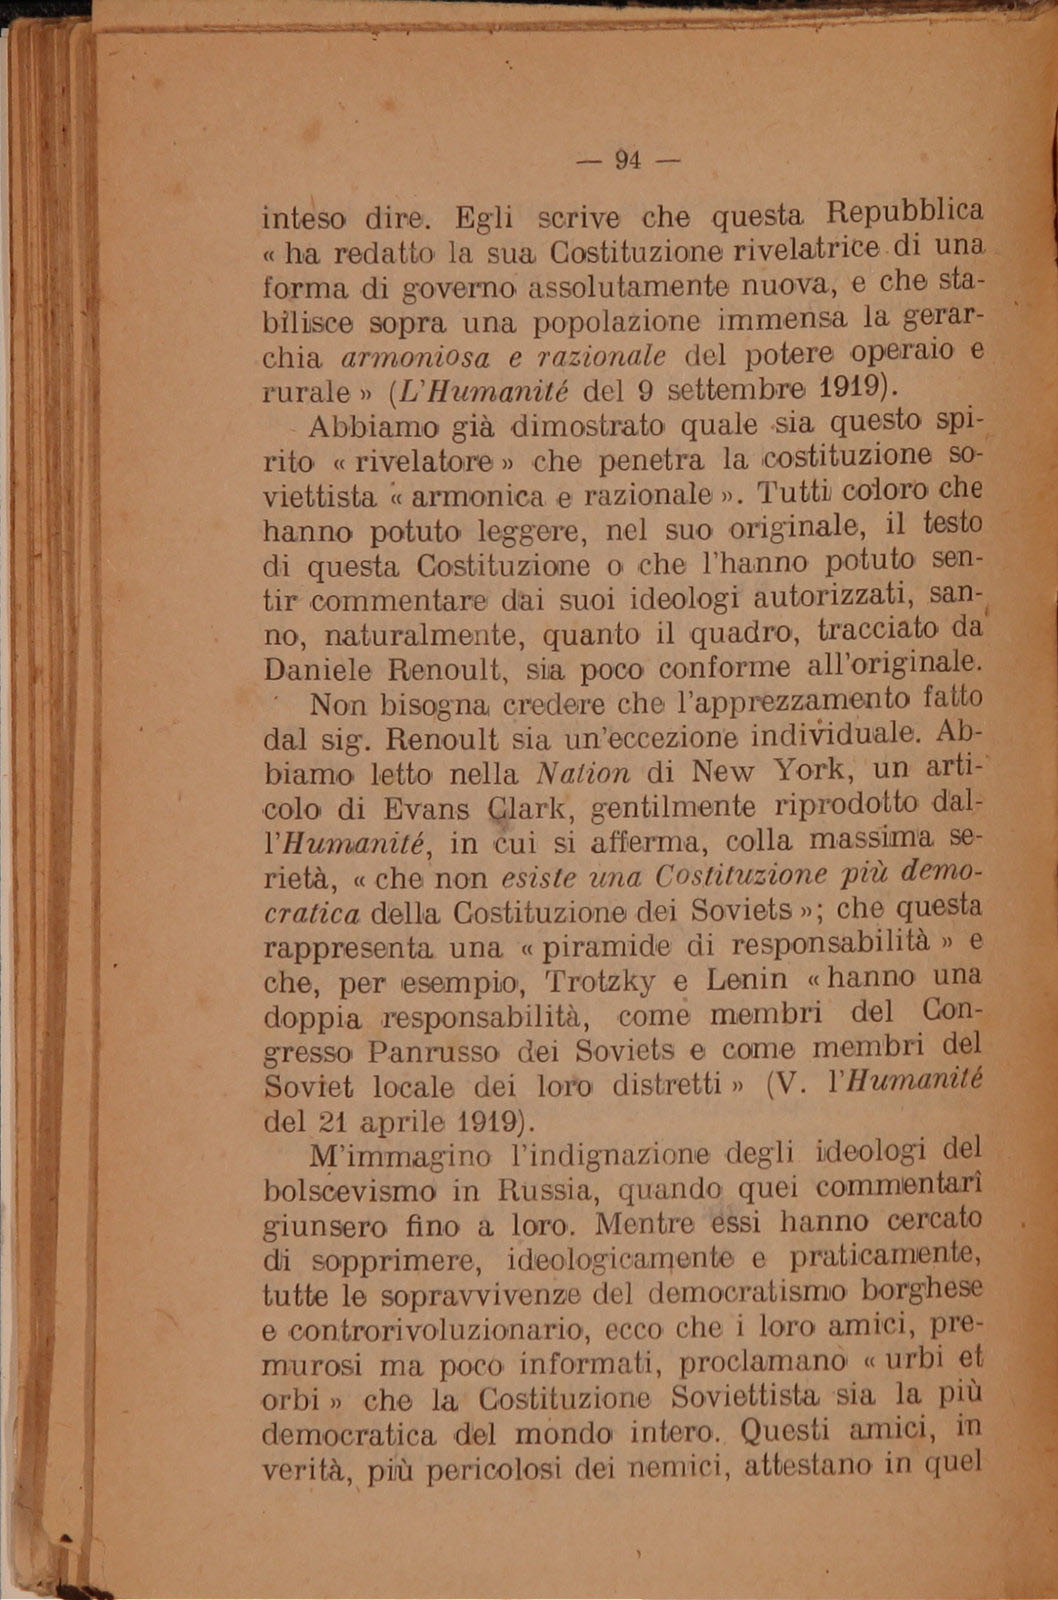 — 94 —
inteso dire. Egli scrive che questa Repubblica
« ha redatto la sua Costituzione rivelatrice di una
forma di governo assolutamente nuova, e che sta-
bilisce sopra una popolazione immensa la gerar-
chia armoniosa e razionale del potere operaio e
rurale » (L'Humanité del 9 settembre 1919).
Abbiamo già dimostrato quale sia questo spi-
rito « rivelatore » che penetra la costituzione so-
viettista « armonica e razionale ». Tutti coloro che
hanno potuto leggere, nel suo originale, il testo
di questa Costituzione o che l'hanno potuto sen-
tir commentare dai suoi ideologi autorizzati, san-
no, naturalmente, quanto il quadro, tracciato da
Daniele Renoult, sia poco conforme all'originale.
Non bisogna credere che l'apprezzamento fatto
dal sig. Renoult sia un'eccezione individuale. Ab-
biamo letto nella Nation di New York, un arti-
colo di Evans Clark, gentilmente riprodotto dal-
l'Humanité, in cui si afferma, colla massima se-
rietà, « che non esiste una Costituzione più demo-
cratica della Costituzione dei Soviets »; che questa
rappresenta una « piramide di responsabilità » e
che, per esempio, Trotzky e Lenin « hanno una
doppia responsabilità, come membri del Con-
gresso Panrusso dei Soviets e come membri del
Soviet locale dei loro distretti » (V. l'Humanité
del 21 aprile 1919).
M'immagino l'indignazione degli ideologi del
bolscevismo in Russia, quando quei commentarî
giunsero fino a loro. Mentre essi hanno cercato
di sopprimere, ideologicamente e praticamente,
tutte le sopravvivenze del democratismo borghese
e controrivoluzionario, ecco che i loro amici, pre-
murosi ma poco informati, proclamano « urbi et
orbi » che la Costituzione Soviettista sia la più
democratica del mondo intero. Questi amici, in
verità, più pericolosi dei nemici, attestano in quel